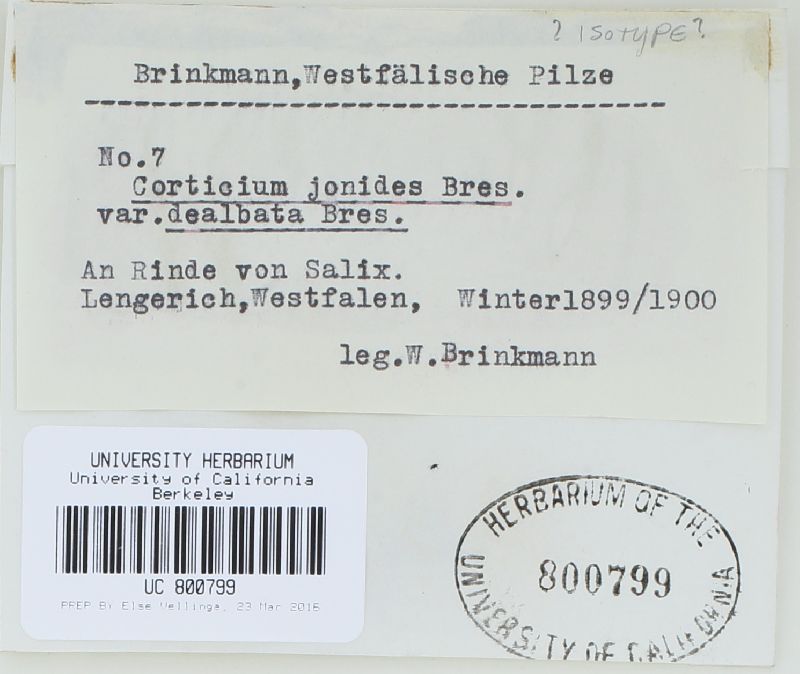 ? ISOTYPE?
Brinkmann,Westfälische Pilze
No.7
Corticium jonides Bres.
var.dealbata Bres.
An Rinde von Salix.
Lengerich,Westfalen, Winter1899/1900
leg.W.Brinkmann
UNIVERSITY HERBARIUM
University of California
Berkeley
UC 800799
PREP BY Else Vellinga, 23 Mar 2016
HERBARIUM OF THE
800799
UNIVERSITY OF CALIFORNIA